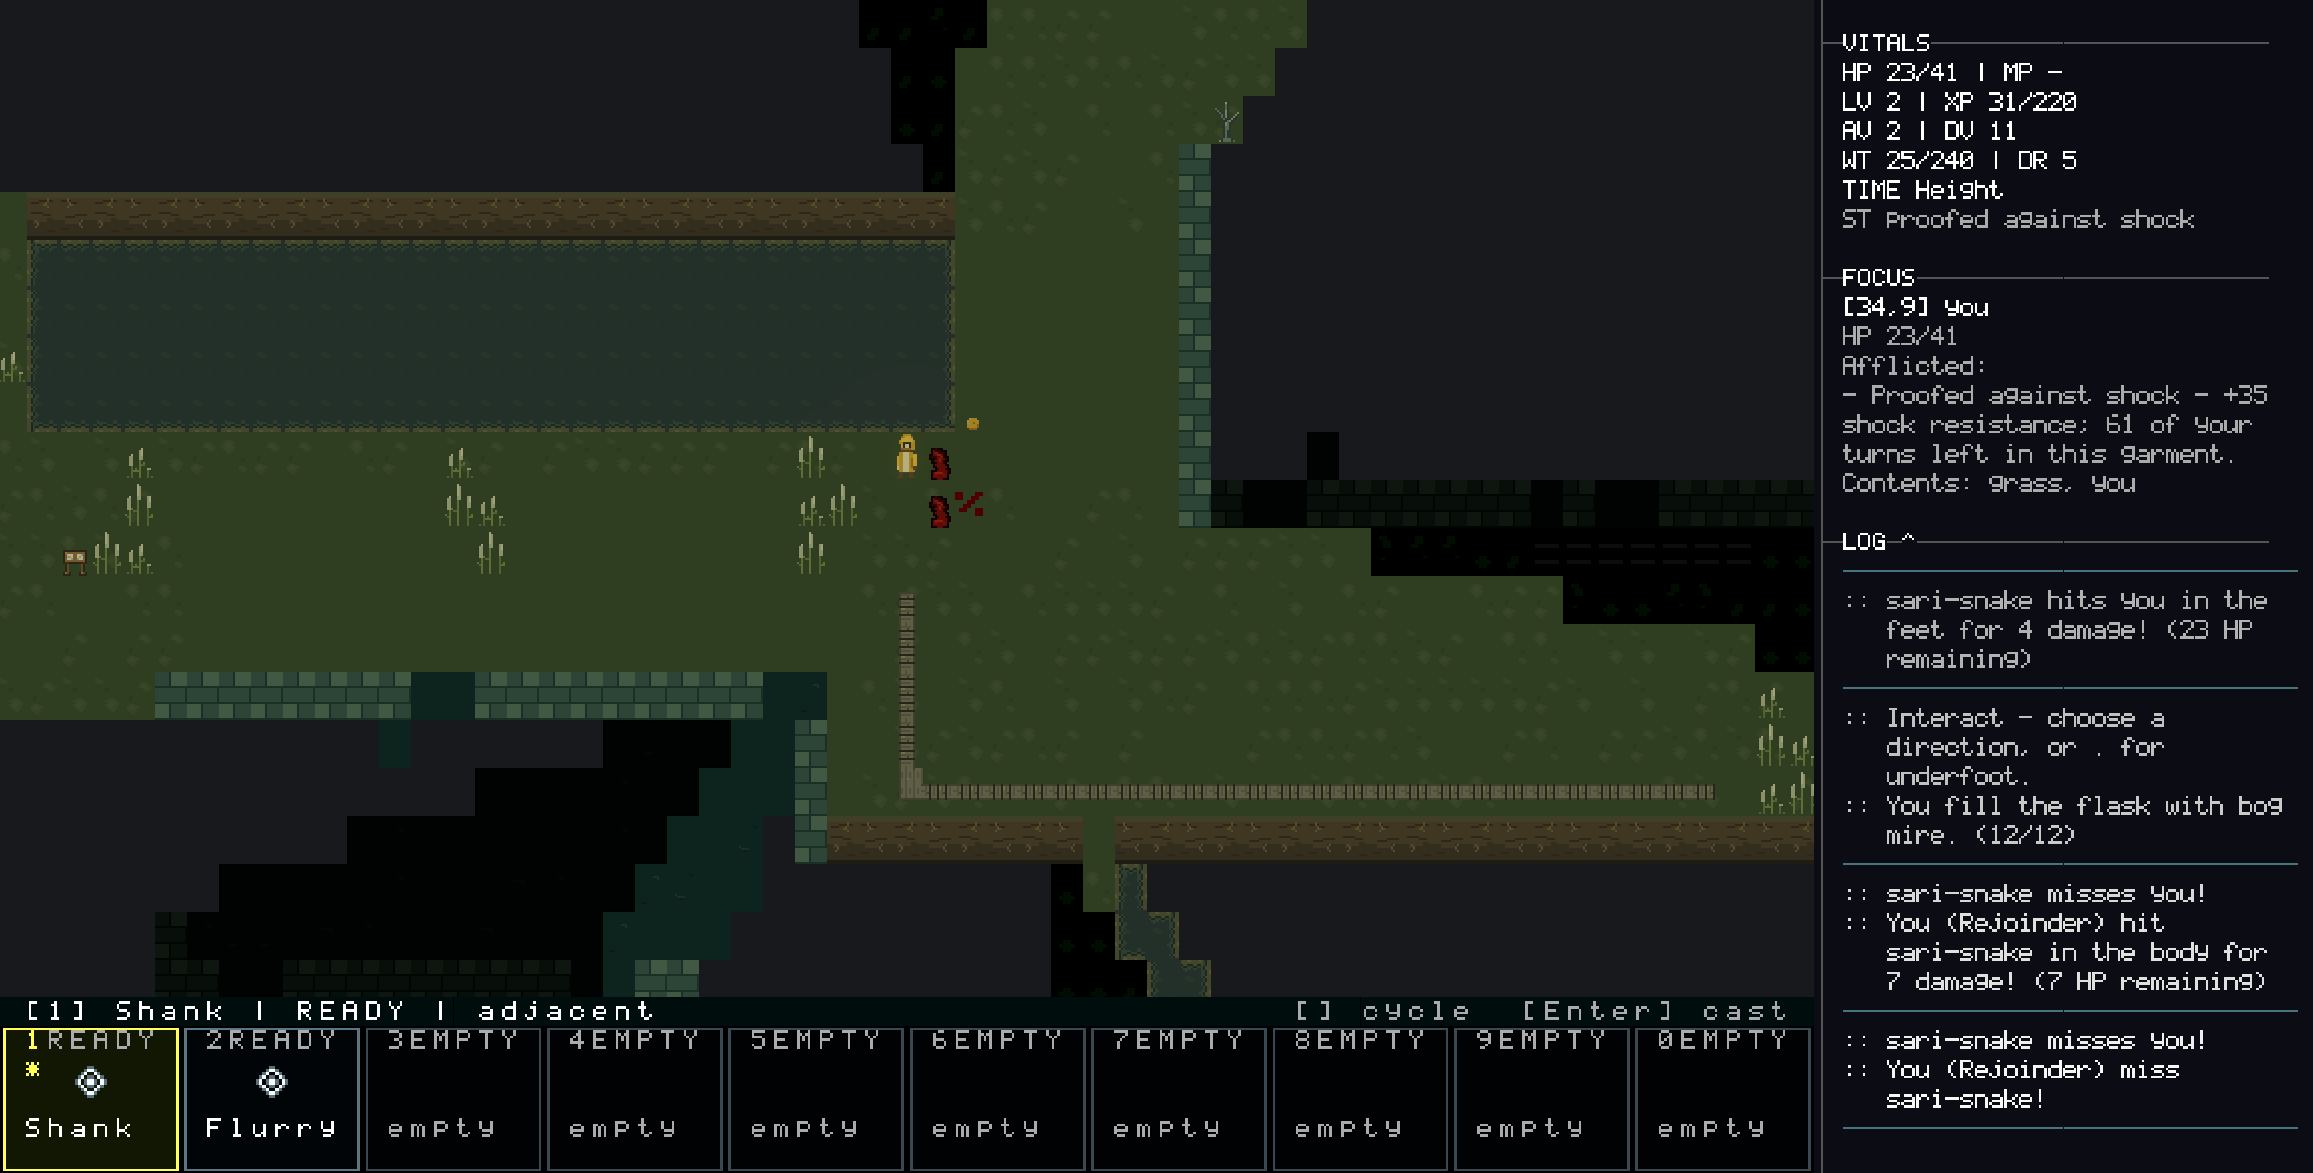 VITALS
HP 23/41 | MP -
LV 2 | XP 31/220
AV 2 | DV 11
WT 25/240 | DR 5
TIME Height
ST Proofed against shock
FOCUS
[34,9] You
HP 23/41
Afflicted:
- Proofed against shock - +35
shock resistance; 61 of your
turns left in this garment.
Contents: grass, you
LOG ^
:: sari-snake hits you in the
feet for 4 damage! (23 HP
remaining)
:: Interact - choose a
direction, or . for
underfoot.
:: You fill the flask with bog
mire. (12/12)
:: sari-snake misses you!
:: You (Rejoinder) hit
sari-snake in the body for
7 damage! (7 HP remaining)
:: sari-snake misses you!
:: You (Rejoinder) miss
sari-snake!
[1] Shank | READY | adjacent
[] cycle [Enter] cast
1READY 2READY 3EMPTY 4EMPTY 5EMPTY 6EMPTY 7EMPTY 8EMPTY 9EMPTY 0EMPTY
Shank Flurry empty empty empty empty empty empty empty empty